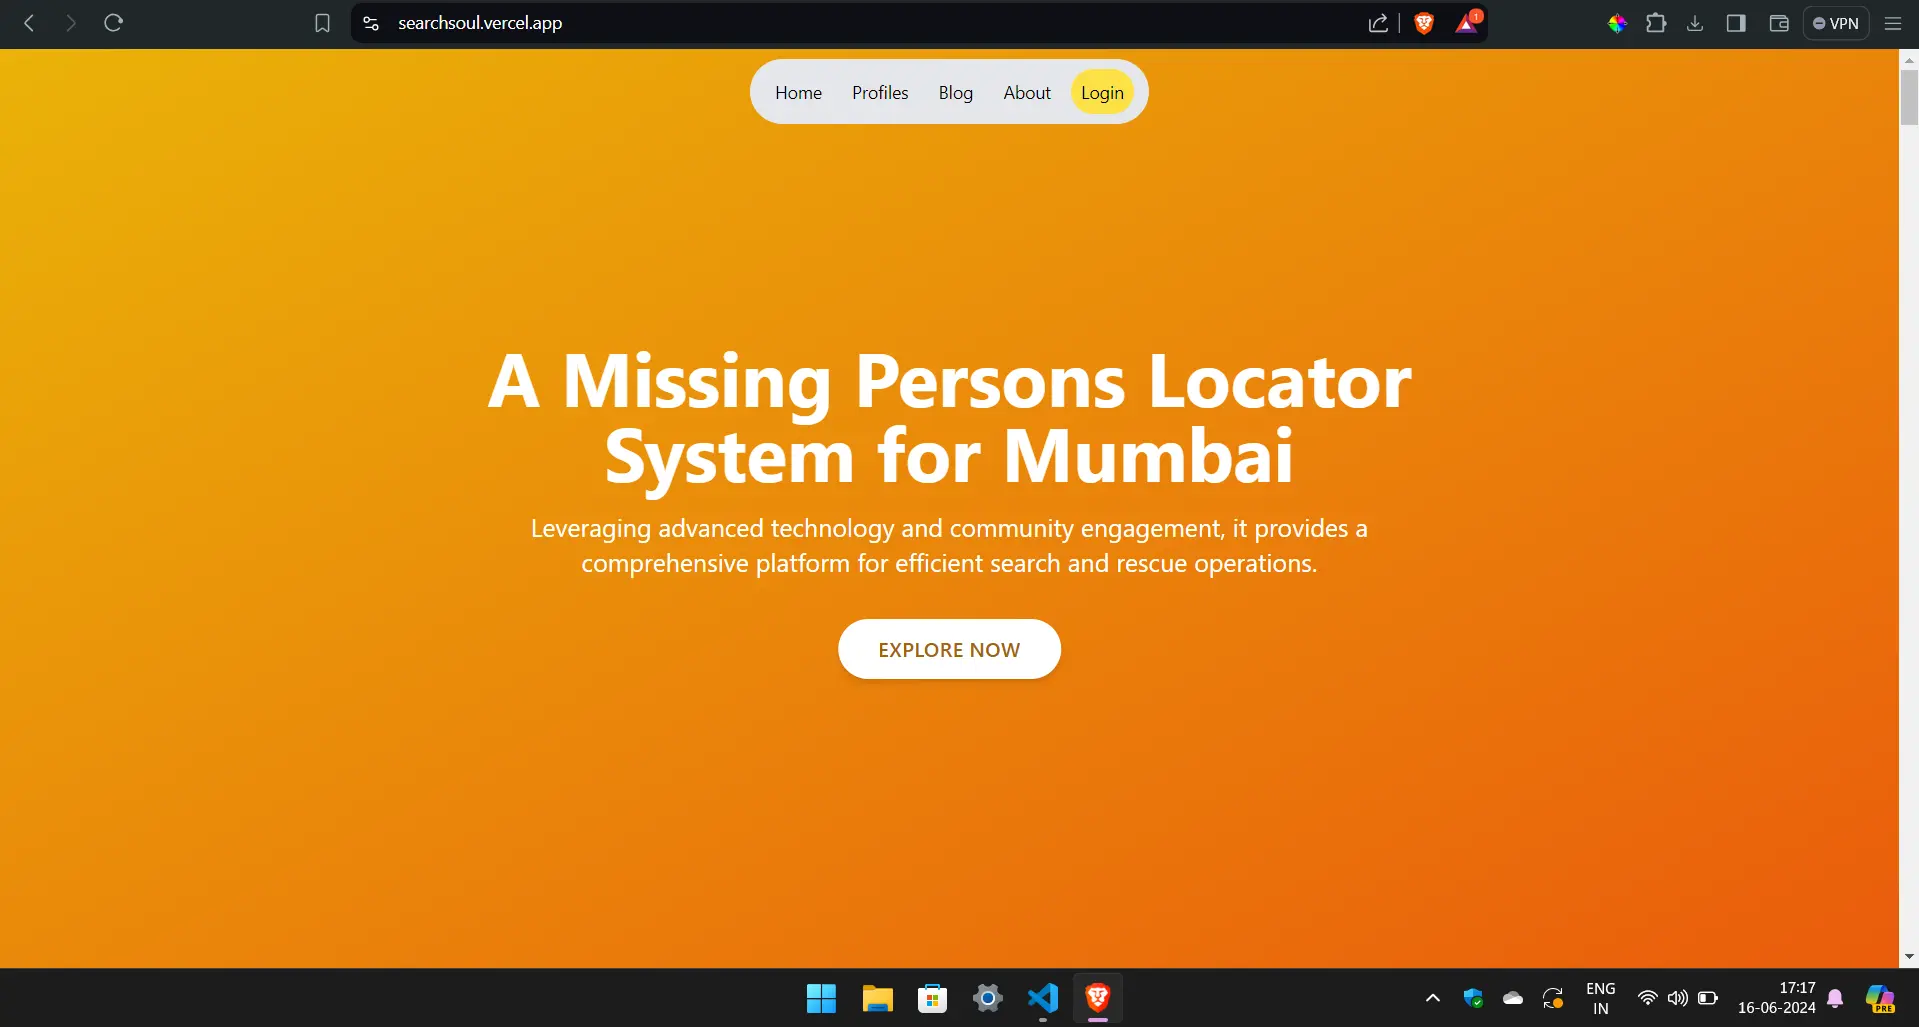 searchsoul.vercel.app
1
VPN
Home Profiles Blog About Login
A Missing Persons Locator
System for Mumbai
Leveraging advanced technology and community engagement, it provides a
comprehensive platform for efficient search and rescue operations.
EXPLORE NOW
ENG
IN
17:17
16-06-2024
PRE